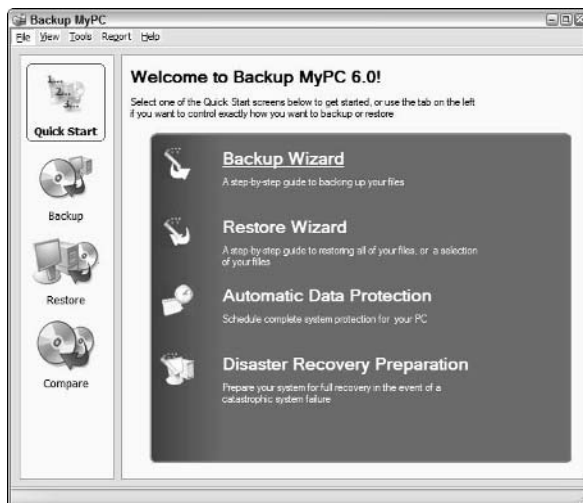 Backup MyPC
File View Tools Report Help
1...
2...
3...
Quick Start
Backup
Restore
Compare
Welcome to Backup MyPC 6.0!
Select one of the Quick Start screens below to get started, or use the tab on the left
if you want to control exactly how you want to backup or restore
Backup Wizard
A step-by-step guide to backing up your files
Restore Wizard
A step-by-step guide to restoring all of your files, or a selection
of your files
Automatic Data Protection
Schedule complete system protection for your PC
Disaster Recovery Preparation
Prepare your system for full recovery in the event of a
catastrophic system failure